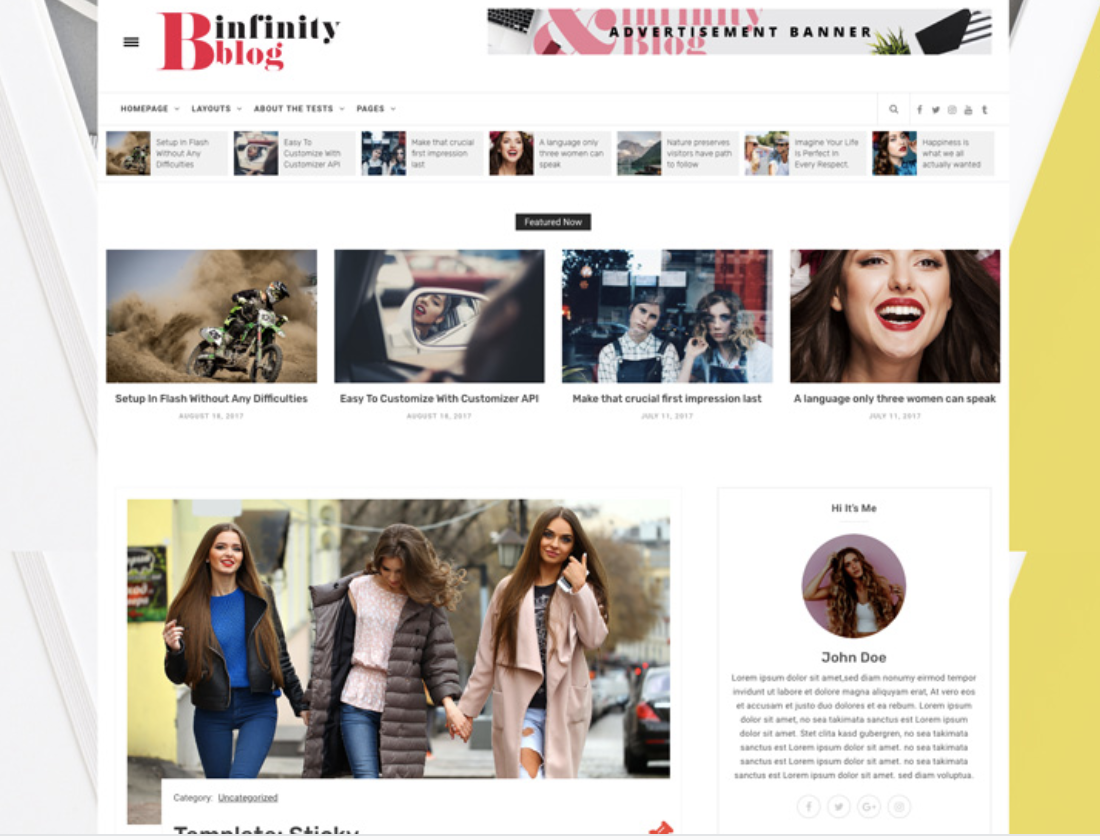 B infinity
blog
&infinity
Blog
ADVERTISEMENT BANNER
HOMEPAGE LAYOUTS ABOUT THE TESTS PAGES
Setup In Flash
Without Any
Difficulties
Easy To
Customize With
Customizer API
Make that crucial
first impression
last
A language only
three women can
speak
Nature preserves
visitors have path
to follow
Imagine Your Life
Is Perfect In
Every Respect.
Happiness is
what we all
actually wanted
Featured Now
Setup In Flash Without Any Difficulties
AUGUST 18, 2017
Easy To Customize With Customizer API
AUGUST 18, 2017
Make that crucial first impression last
JULY 11, 2017
A language only three women can speak
JULY 11, 2017
Category: Uncategorized
Template: Sticky
Hi It's Me
John Doe
Lorem ipsum dolor sit amet,sed diam nonumy eirmod tempor
invidunt ut labore et dolore magna aliquyam erat, At vero eos
et accusam et justo duo dolores et ea rebum. Lorem ipsum
dolor sit amet, no sea takimata sanctus est Lorem ipsum
dolor sit amet. Stet clita kasd gubergren, no sea takimata
sanctus est Lorem ipsum dolor sit amet. no sea takimata
sanctus est Lorem ipsum dolor sit amet. no sea takimata
sanctus est Lorem ipsum dolor sit amet. sed diam voluptua.